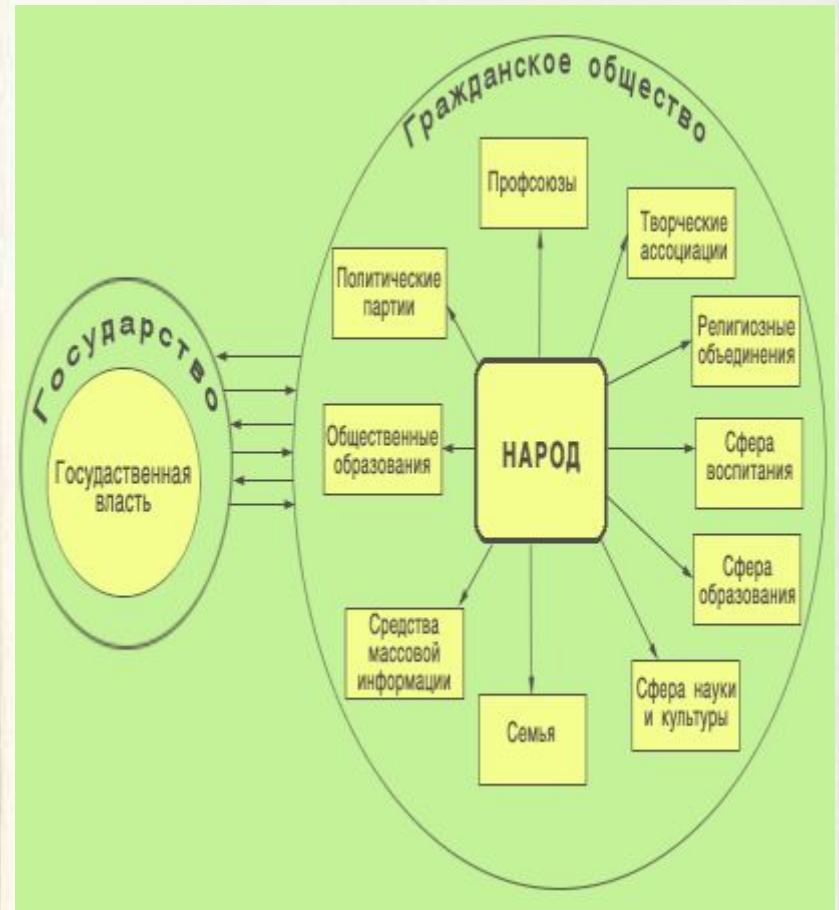 Гражданское общество
Профсоюзы
Творческие
ассоциации
Политические
партии
Религиозные
объединения
Государство
Государтвенная
власть
Общественные
образования
НАРОД
Сфера
воспитания
Сфера
образования
Средства
массовой
информации
Семья
Сфера науки
и культуры